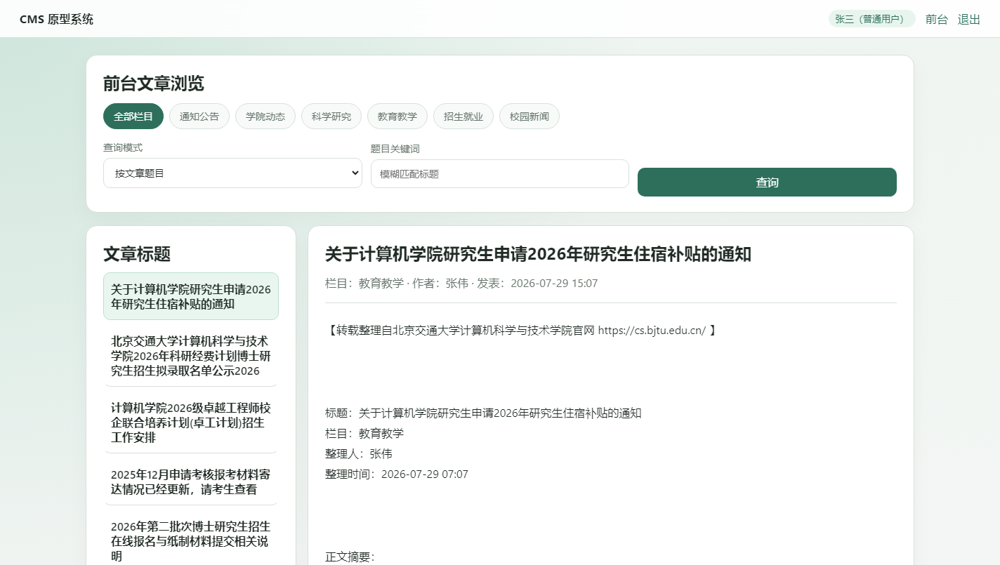 CMS 原型系统
张三（普通用户）
前台
退出
前台文章浏览
全部栏目
通知公告
学院动态
科学研究
教育教学
招生就业
校园新闻
查询模式
题目关键词
按文章题目
模糊匹配标题
查询
文章标题
关于计算机学院研究生申请2026
年研究生住宿补贴的通知
北京交通大学计算机科学与技术
学院2026年科研经费计划博士研
究生招生拟录取名单公示2026
计算机学院2026级卓越工程师校
企联合培养计划(卓工计划)招生
工作安排
2025年12月申请考核报考材料寄
达情况已经更新，请考生查看
2026年第二批次博士研究生招生
在线报名与纸制材料提交相关说
明
关于计算机学院研究生申请2026年研究生住宿补贴的通知
栏目：教育教学 · 作者：张伟 · 发表：2026-07-29 15:07
【转载整理自北京交通大学计算机科学与技术学院官网 https://cs.bjtu.edu.cn/ 】
标题：关于计算机学院研究生申请2026年研究生住宿补贴的通知
栏目：教育教学
整理人：张伟
整理时间：2026-07-29 07:07
正文摘要：